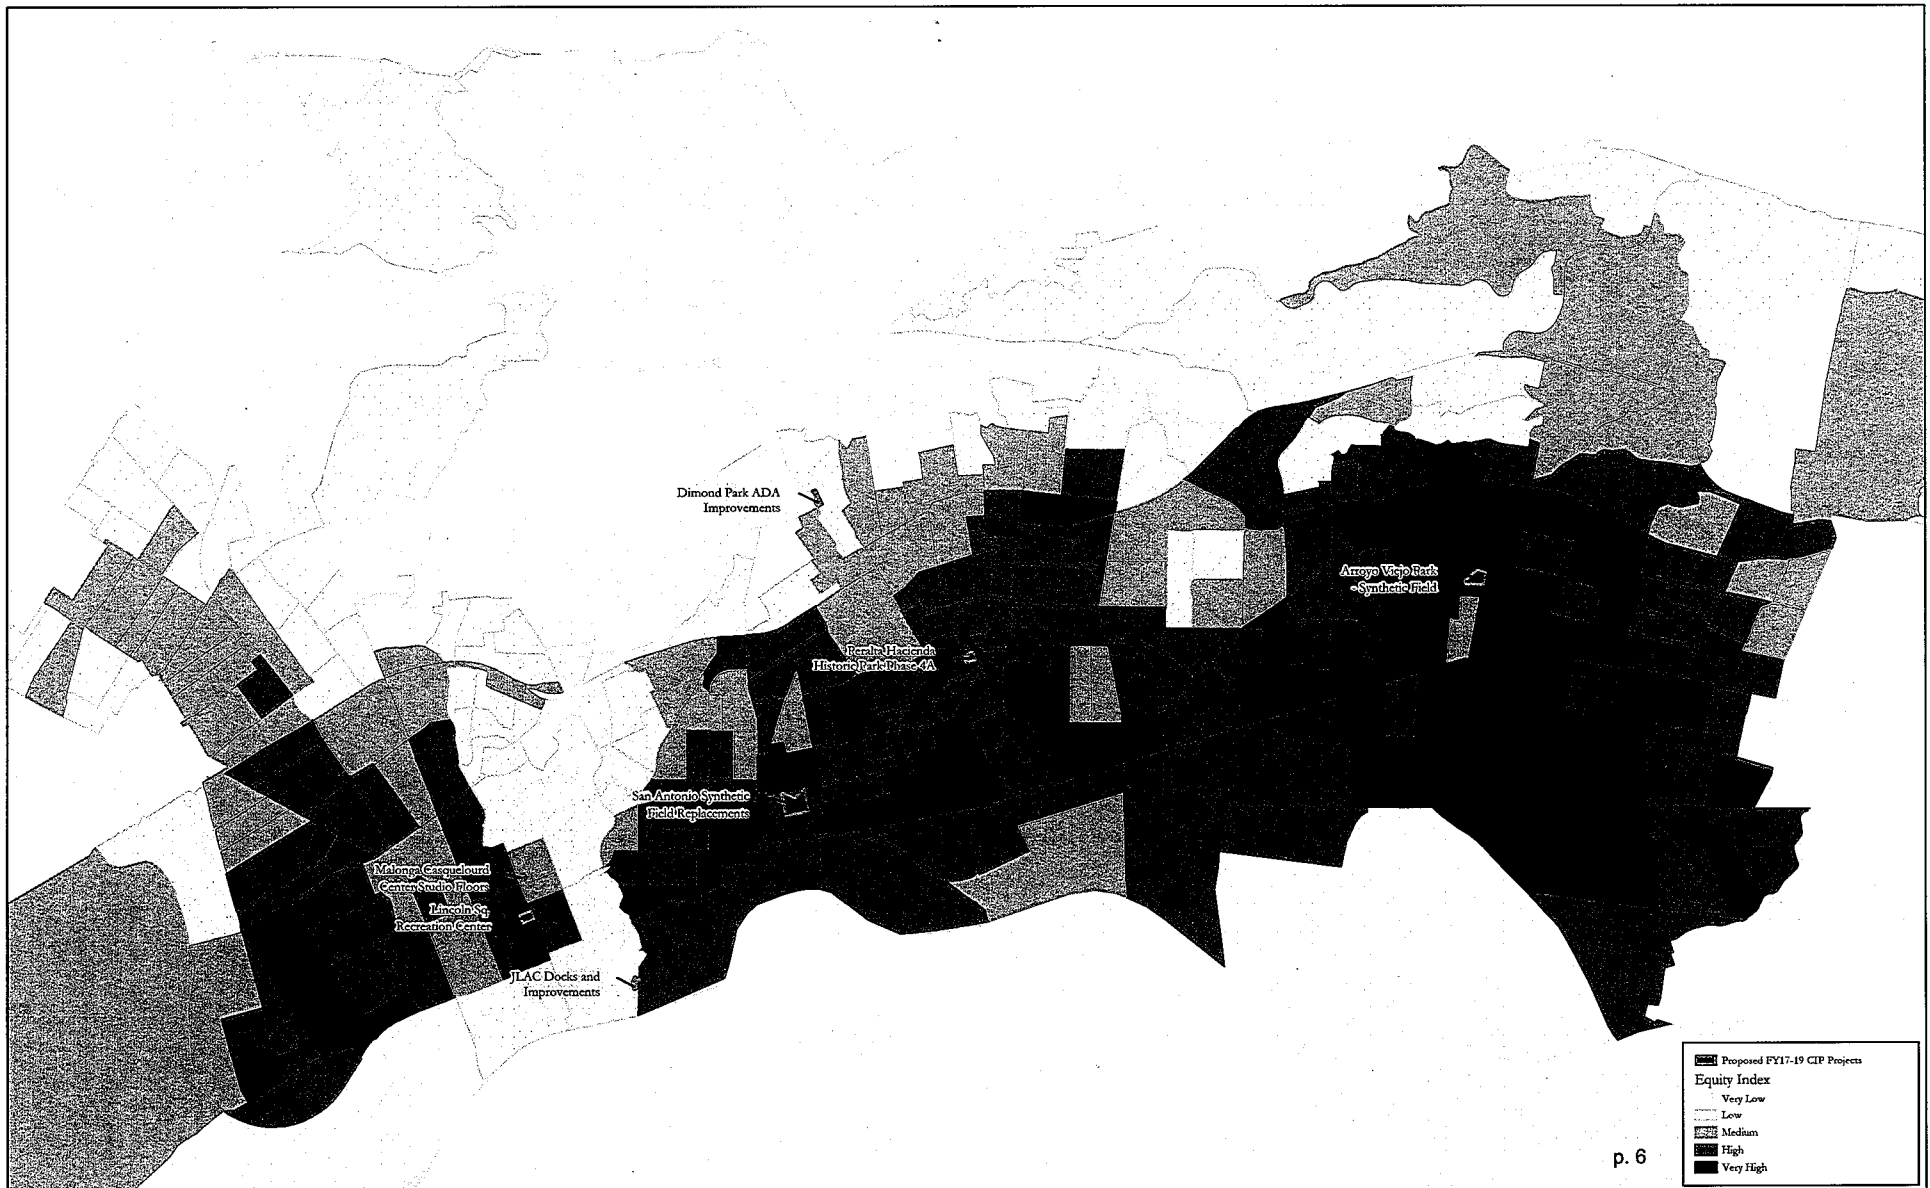 Dimond Park ADA
Improvements
Arroyo Viejo Park
- Synthetic Field
Peralta Hacienda
Historic Park Phase 4A
San Antonio Synthetic
Field Replacements
Malonga Casquelourd
Center Studio Floors
Lincoln Sq
Recreation Center
JLAC Docks and
Improvements
Proposed FY17-19 CIP Projects
Equity Index
Very Low
Low
Medium
High
Very High
p. 6